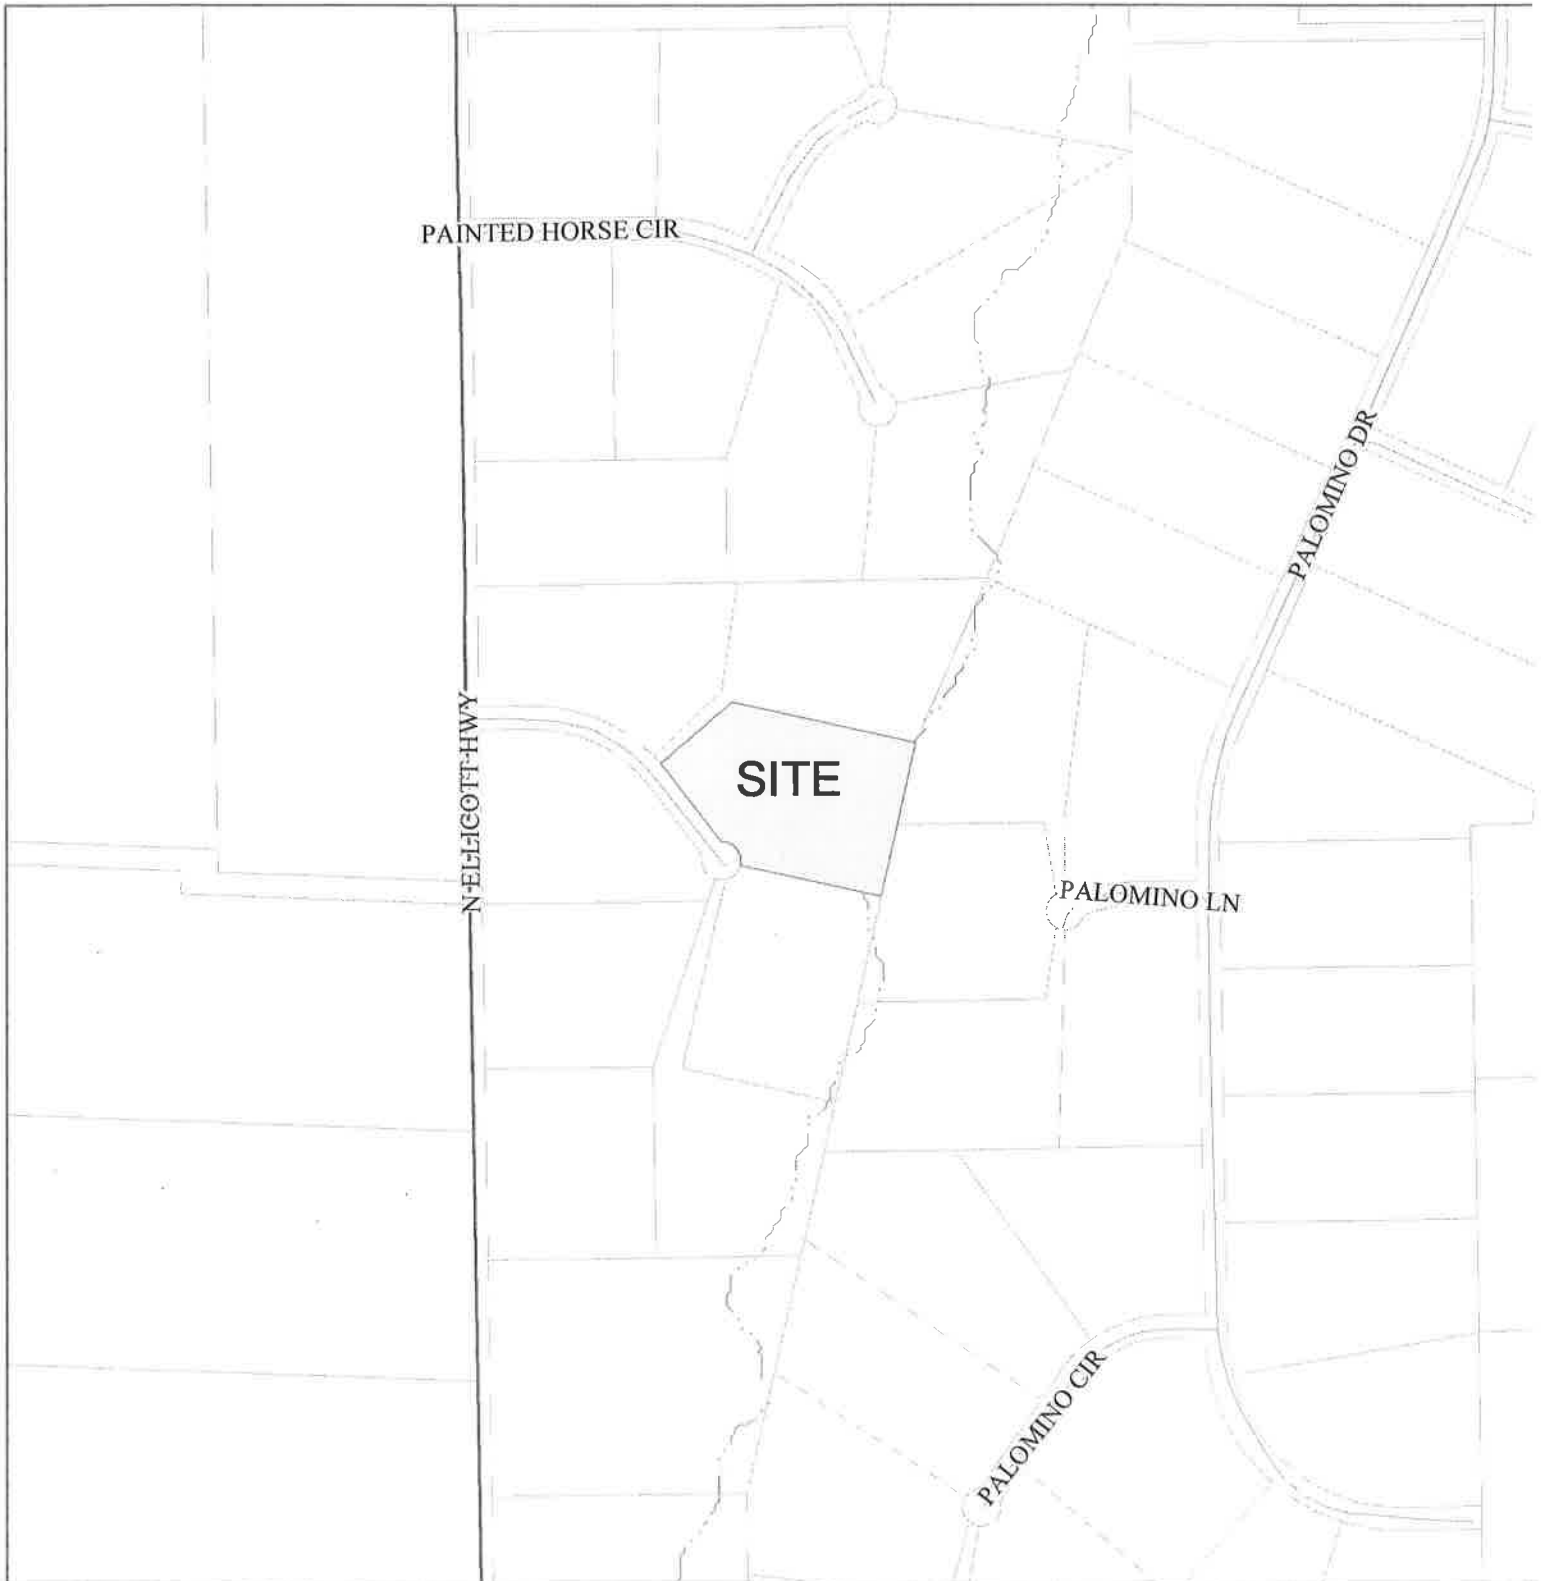 PAINTED HORSE CIR
PALOMINO DR
N ELLICOTT HWY
SITE
PALOMINO LN
PALOMINO CIR